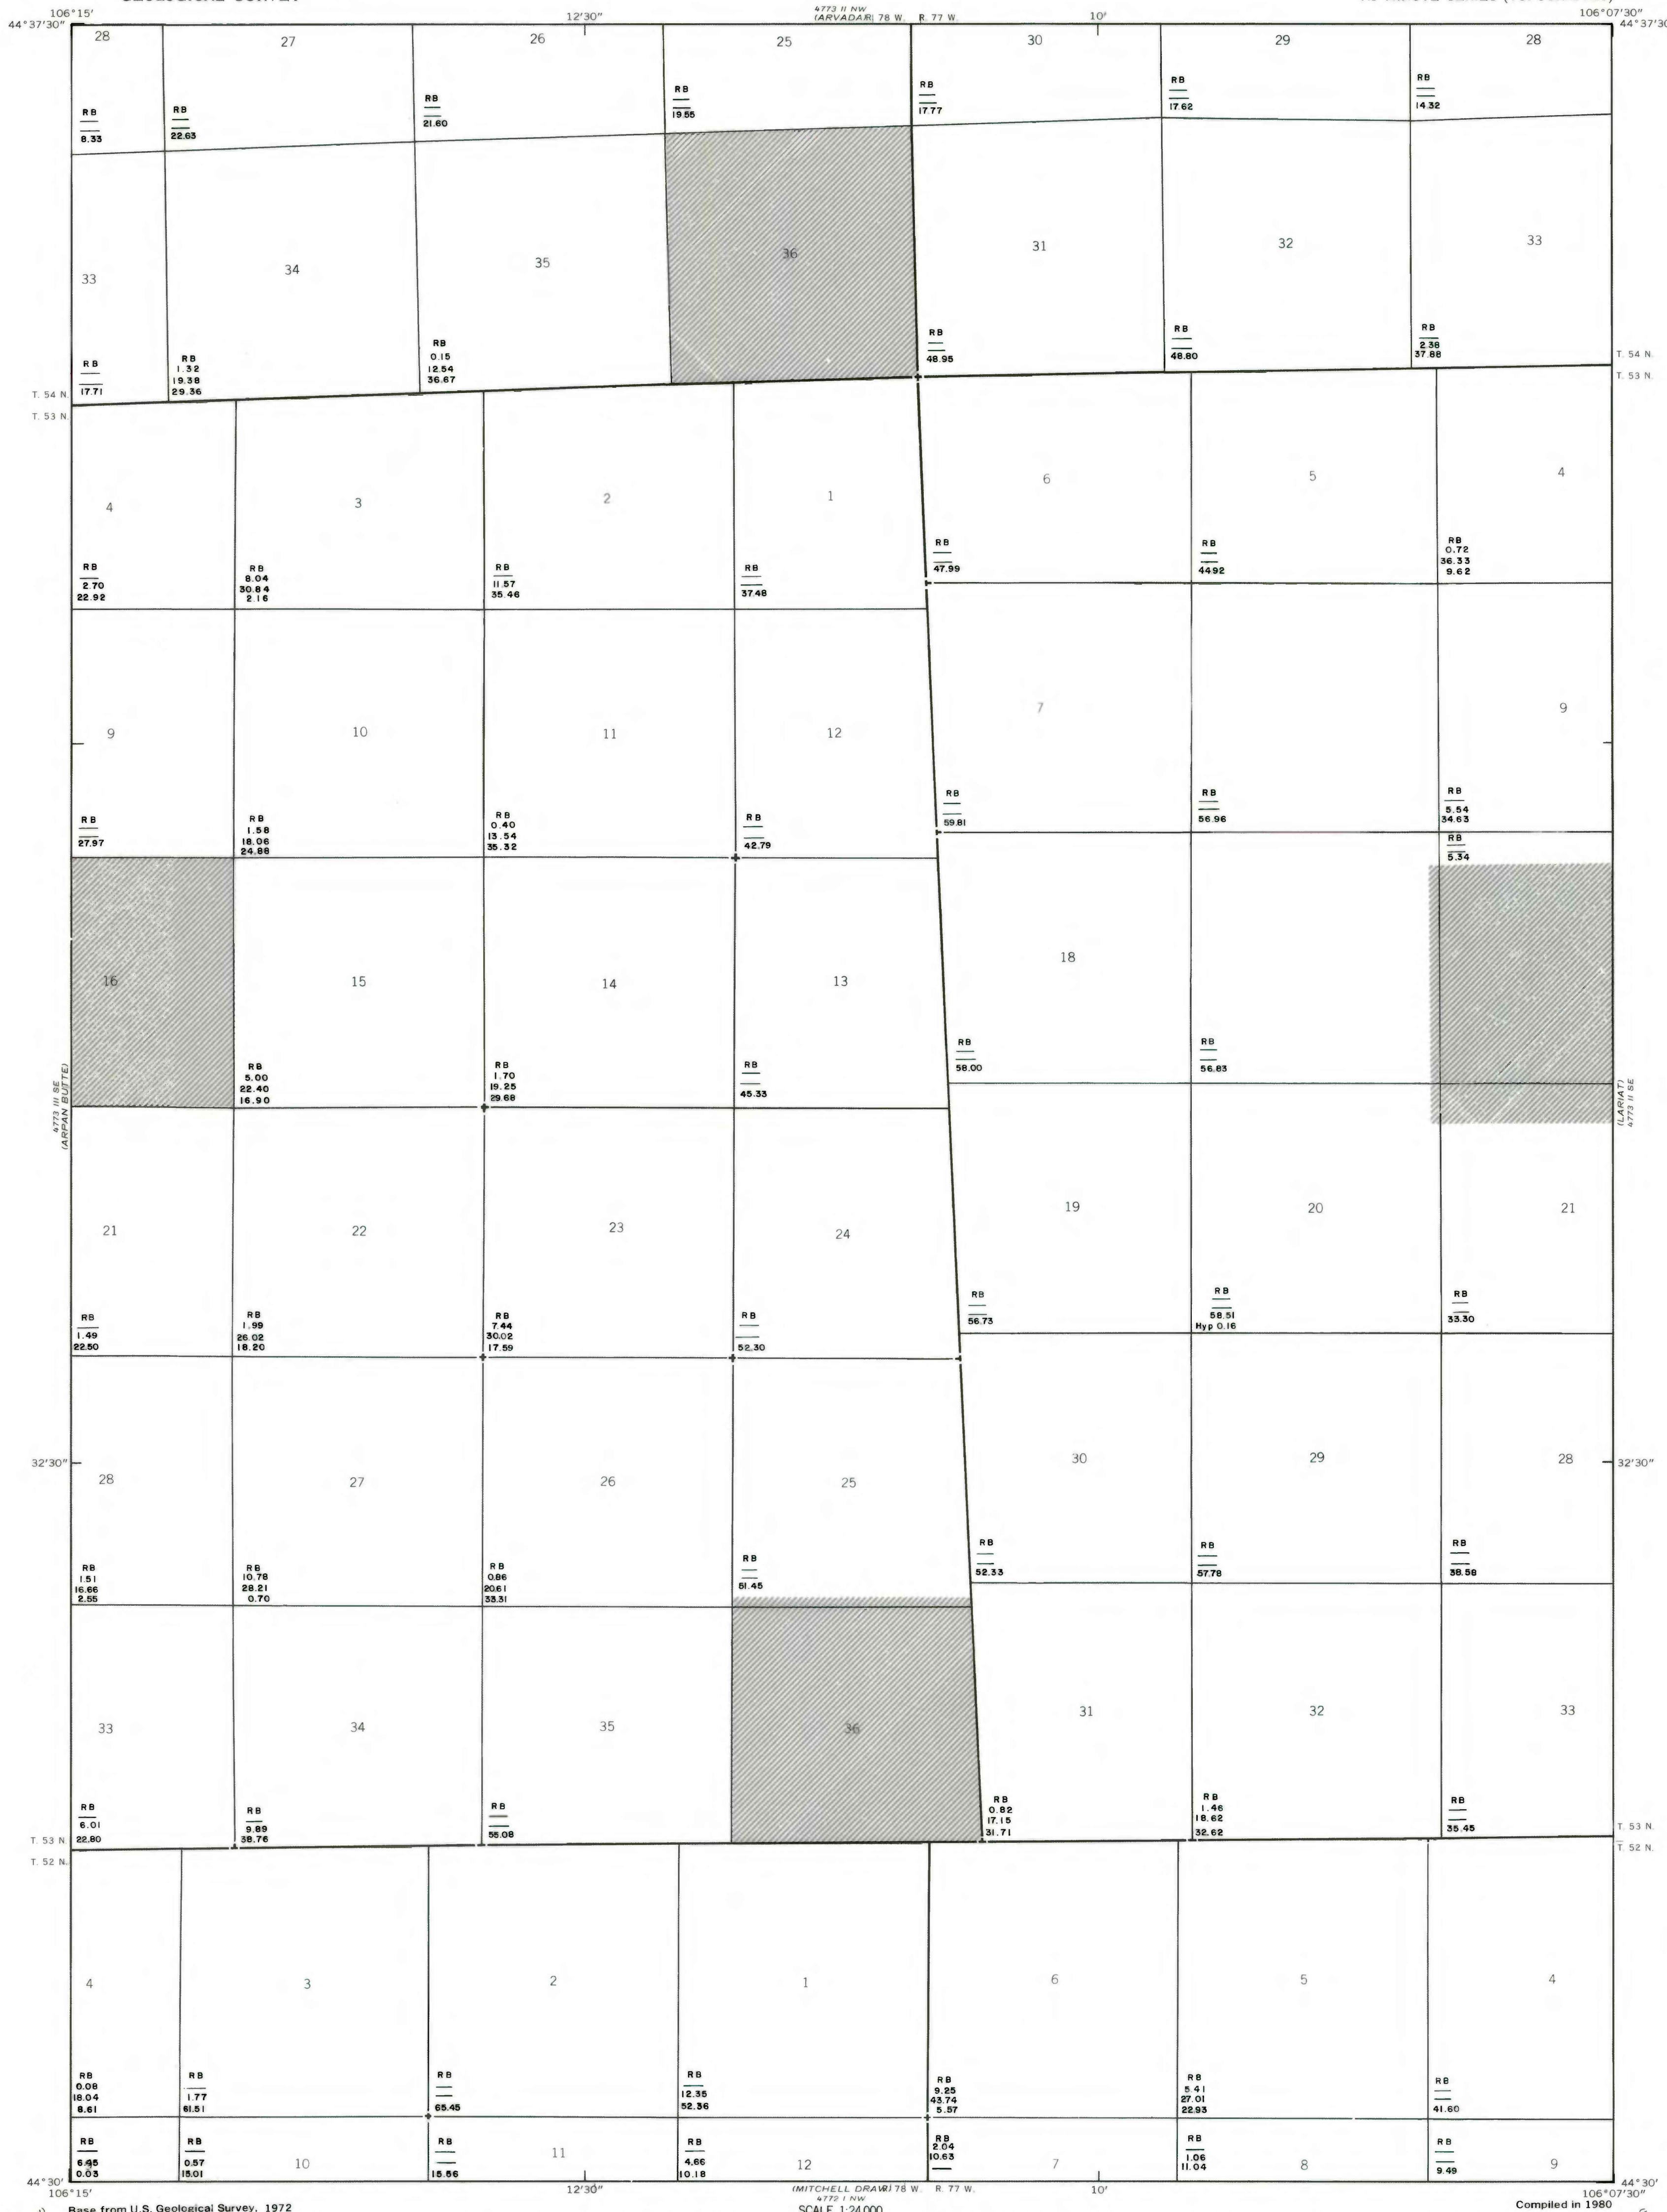 106°15'
12'30"
4773 II NW
(ARVADA) R. 78 W. R. 77 W.
10'
106°07'30"
44°37'30"
28
27
26
25
30
29
28
RB
8.33
RB
22.63
RB
21.60
RB
19.55
RB
17.77
RB
17.62
RB
14.32
33
34
35
36
31
32
33
RB
17.71
RB
1.32
19.38
29.36
RB
0.15
12.54
36.67
RB
48.95
RB
48.80
RB
2.38
37.88
T. 54 N.
T. 53 N.
T. 54 N.
T. 53 N.
4
3
2
1
6
5
4
RB
2.70
22.92
RB
8.04
30.84
2.16
RB
11.57
35.46
RB
37.48
RB
47.99
RB
44.92
RB
0.72
36.33
9.62
9
10
11
12
7
9
RB
27.97
RB
1.58
18.06
24.88
RB
0.40
13.54
35.32
RB
42.79
RB
59.81
RB
56.96
RB
5.54
34.63
RB
5.34
16
15
14
13
18
RB
5.00
22.40
16.90
RB
1.70
19.25
29.68
RB
45.33
RB
58.00
RB
56.83
4773 III SE
(ARPAN BUTTE)
(LARIAT)
4773 II SE
21
22
23
24
19
20
21
RB
1.49
22.50
RB
1.99
26.02
18.20
RB
7.44
30.02
17.59
RB
52.30
RB
56.73
RB
58.51
Hyp 0.16
RB
33.30
32'30"
28
27
26
25
30
29
28
32'30"
RB
1.51
16.66
2.55
RB
10.78
28.21
0.70
RB
0.86
20.61
33.31
RB
51.45
RB
52.33
RB
57.78
RB
38.58
33
34
35
36
31
32
33
RB
6.01
22.80
RB
9.89
38.76
RB
55.08
RB
0.82
17.15
31.71
RB
1.46
18.62
32.62
RB
35.45
T. 53 N.
T. 52 N.
T. 53 N.
T. 52 N.
4
3
2
1
6
5
4
RB
0.08
18.04
8.61
RB
1.77
61.51
RB
65.45
RB
12.35
52.36
RB
9.25
43.74
5.57
RB
5.41
27.01
22.93
RB
41.60
RB
6.95
0.03
RB
0.57
15.01
10
RB
15.56
11
RB
4.66
10.18
12
RB
2.04
10.63
7
RB
1.06
11.04
8
RB
9.49
9
44°30'
106°15'
12'30"
(MITCHELL DRAW) R. 78 W. R. 77 W.
4772 I NW
10'
106°07'30"
Base from U.S. Geological Survey, 1972
SCALE 1:24 000
Compiled in 1980